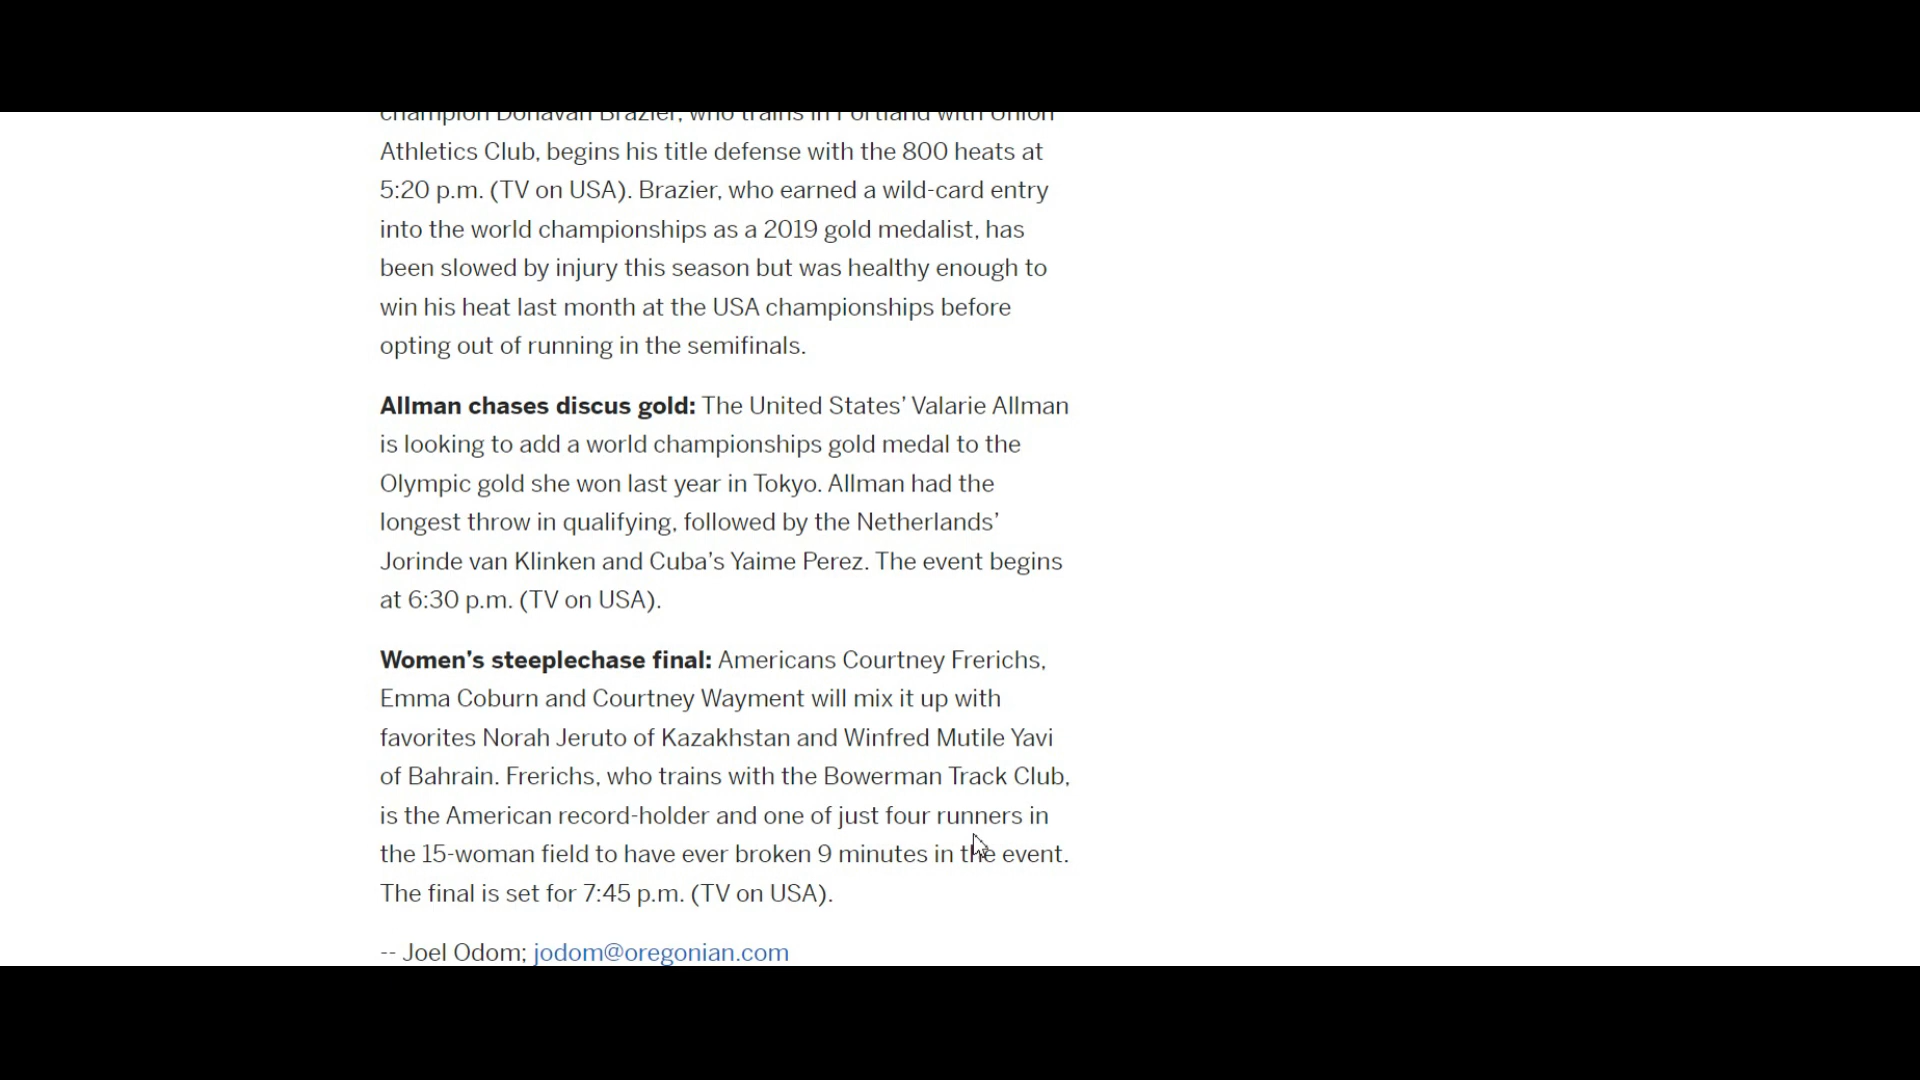 champion Donavan Brazier, who trains in Portland with Union
Athletics Club, begins his title defense with the 800 heats at
5:20 p.m. (TV on USA). Brazier, who earned a wild-card entry
into the world championships as a 2019 gold medalist, has
been slowed by injury this season but was healthy enough to
win his heat last month at the USA championships before
opting out of running in the semifinals.
Allman chases discus gold: The United States’ Valarie Allman
is looking to add a world championships gold medal to the
Olympic gold she won last year in Tokyo. Allman had the
longest throw in qualifying, followed by the Netherlands’
Jorinde van Klinken and Cuba’s Yaime Perez. The event begins
at 6:30 p.m. (TV on USA).
Women’s steeplechase final: Americans Courtney Frerichs,
Emma Coburn and Courtney Wayment will mix it up with
favorites Norah Jeruto of Kazakhstan and Winfred Mutile Yavi
of Bahrain. Frerichs, who trains with the Bowerman Track Club,
is the American record-holder and one of just four runners in
the 15-woman field to have ever broken 9 minutes in the event.
The final is set for 7:45 p.m. (TV on USA).
-- Joel Odom; jodom@oregonian.com